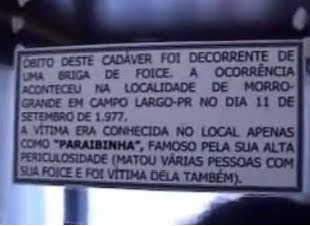 ÓBITO DESTE CADÁVER FOI DECORRENTE DE
UMA BRIGA DE FOICE. A OCORRÊNCIA
ACONTECEU NA LOCALIDADE DE MORRO-
GRANDE EM CAMPO LARGO-PR NO DIA 11 DE
SETEMBRO DE 1.977.
A VÍTIMA ERA CONHECIDA NO LOCAL APENAS
COMO "PARAIBINHA", FAMOSO PELA SUA ALTA
PERICULOSIDADE (MATOU VÁRIAS PESSOAS COM
SUA FOICE E FOI VÍTIMA DELA TAMBÉM).